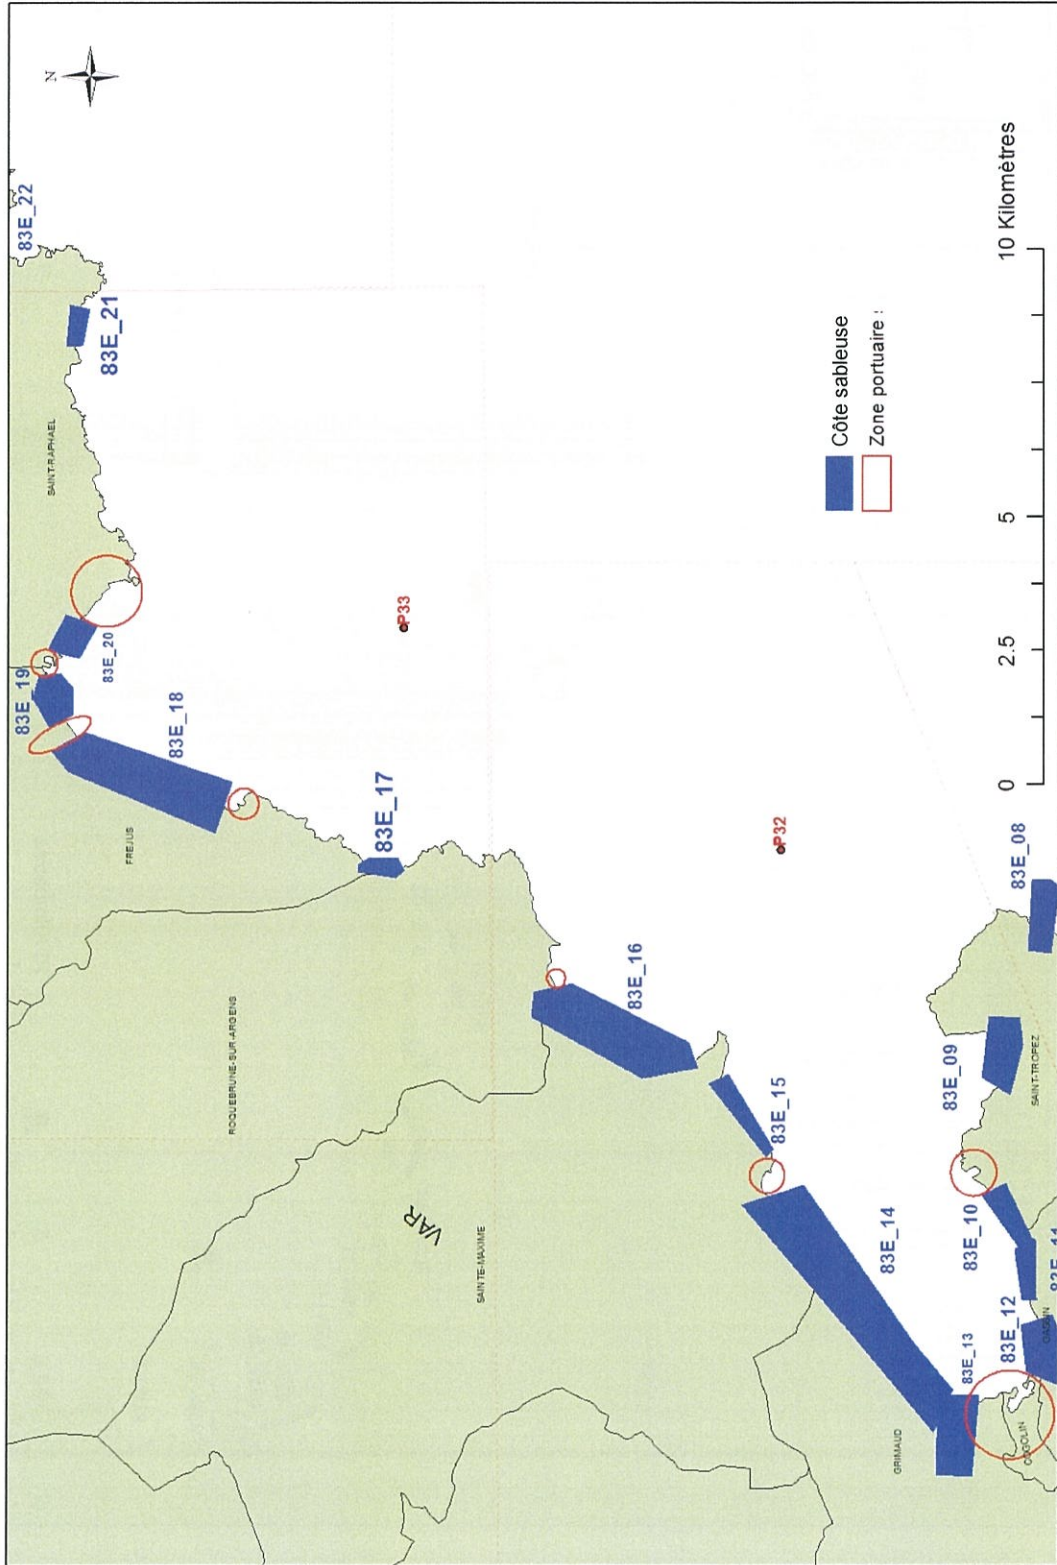 N
83E_22
83E_21
SAINT-RAPHAEL
83E_20
83E_19
83E_18
FREJUS
P33
83E_17
ROQUEBRUNE-SUR-ARGENS
83E_16
P32
VAR
SAINTE-MAXIME
83E_15
83E_14
GRIMAUD
83E_13
83E_12
COGOLIN
83E_10
83E_09
SAINT-TROPEZ
83E_08
Côte sableuse
Zone portuaire :
0
2.5
5
10 Kilomètres